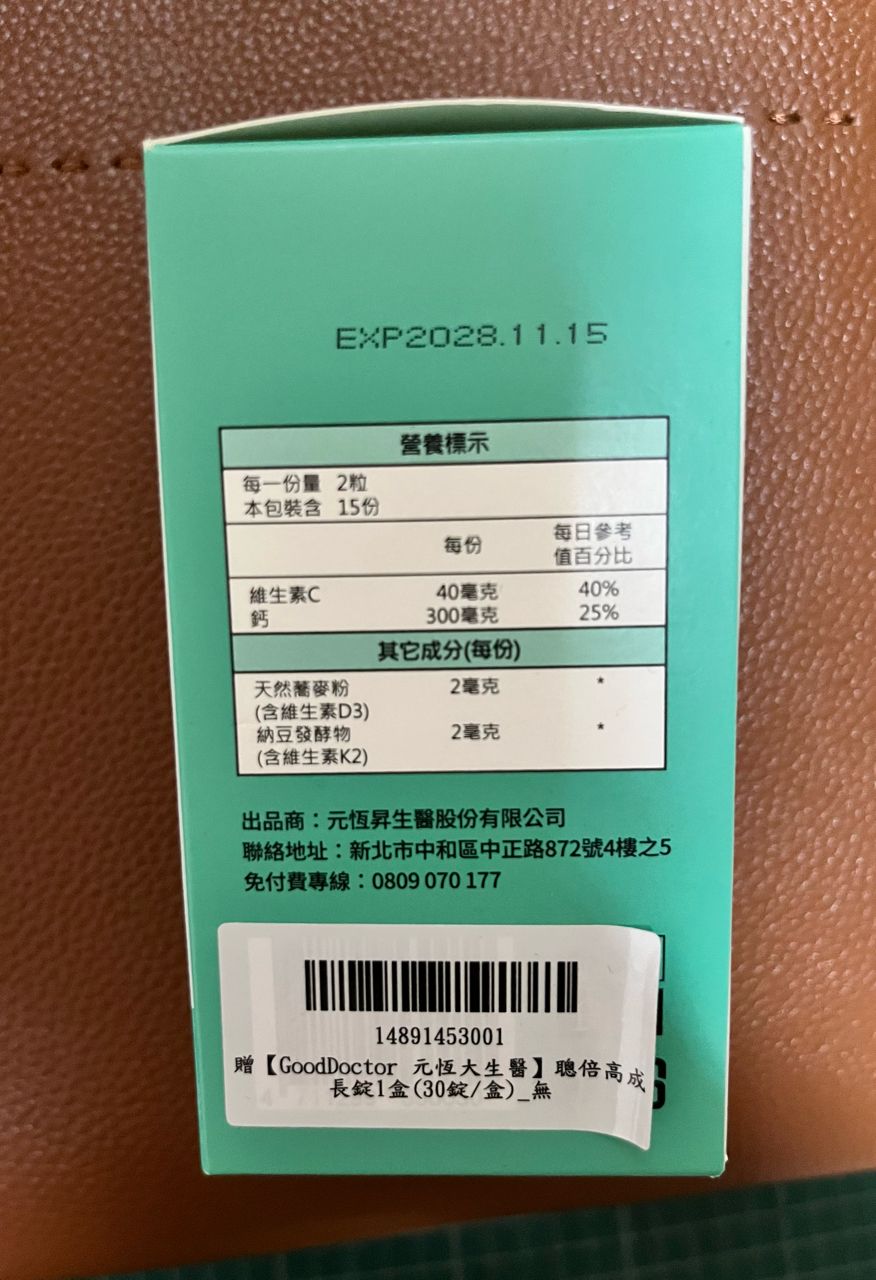 EXP2028.11.15
營養標示
每一份量 2粒
本包裝含 15份
每份 每日參考值百分比
維生素C 40毫克 40%
鈣 300毫克 25%
其它成分(每份)
天然蕎麥粉 2毫克 *
(含維生素D3)
納豆發酵物 2毫克 *
(含維生素K2)
出品商：元恆昇生醫股份有限公司
聯絡地址：新北市中和區中正路872號4樓之5
免付費專線：0809 070 177
14891453001
贈【GoodDoctor 元恆大生醫】聰倍高成
長錠1盒(30錠/盒)_無